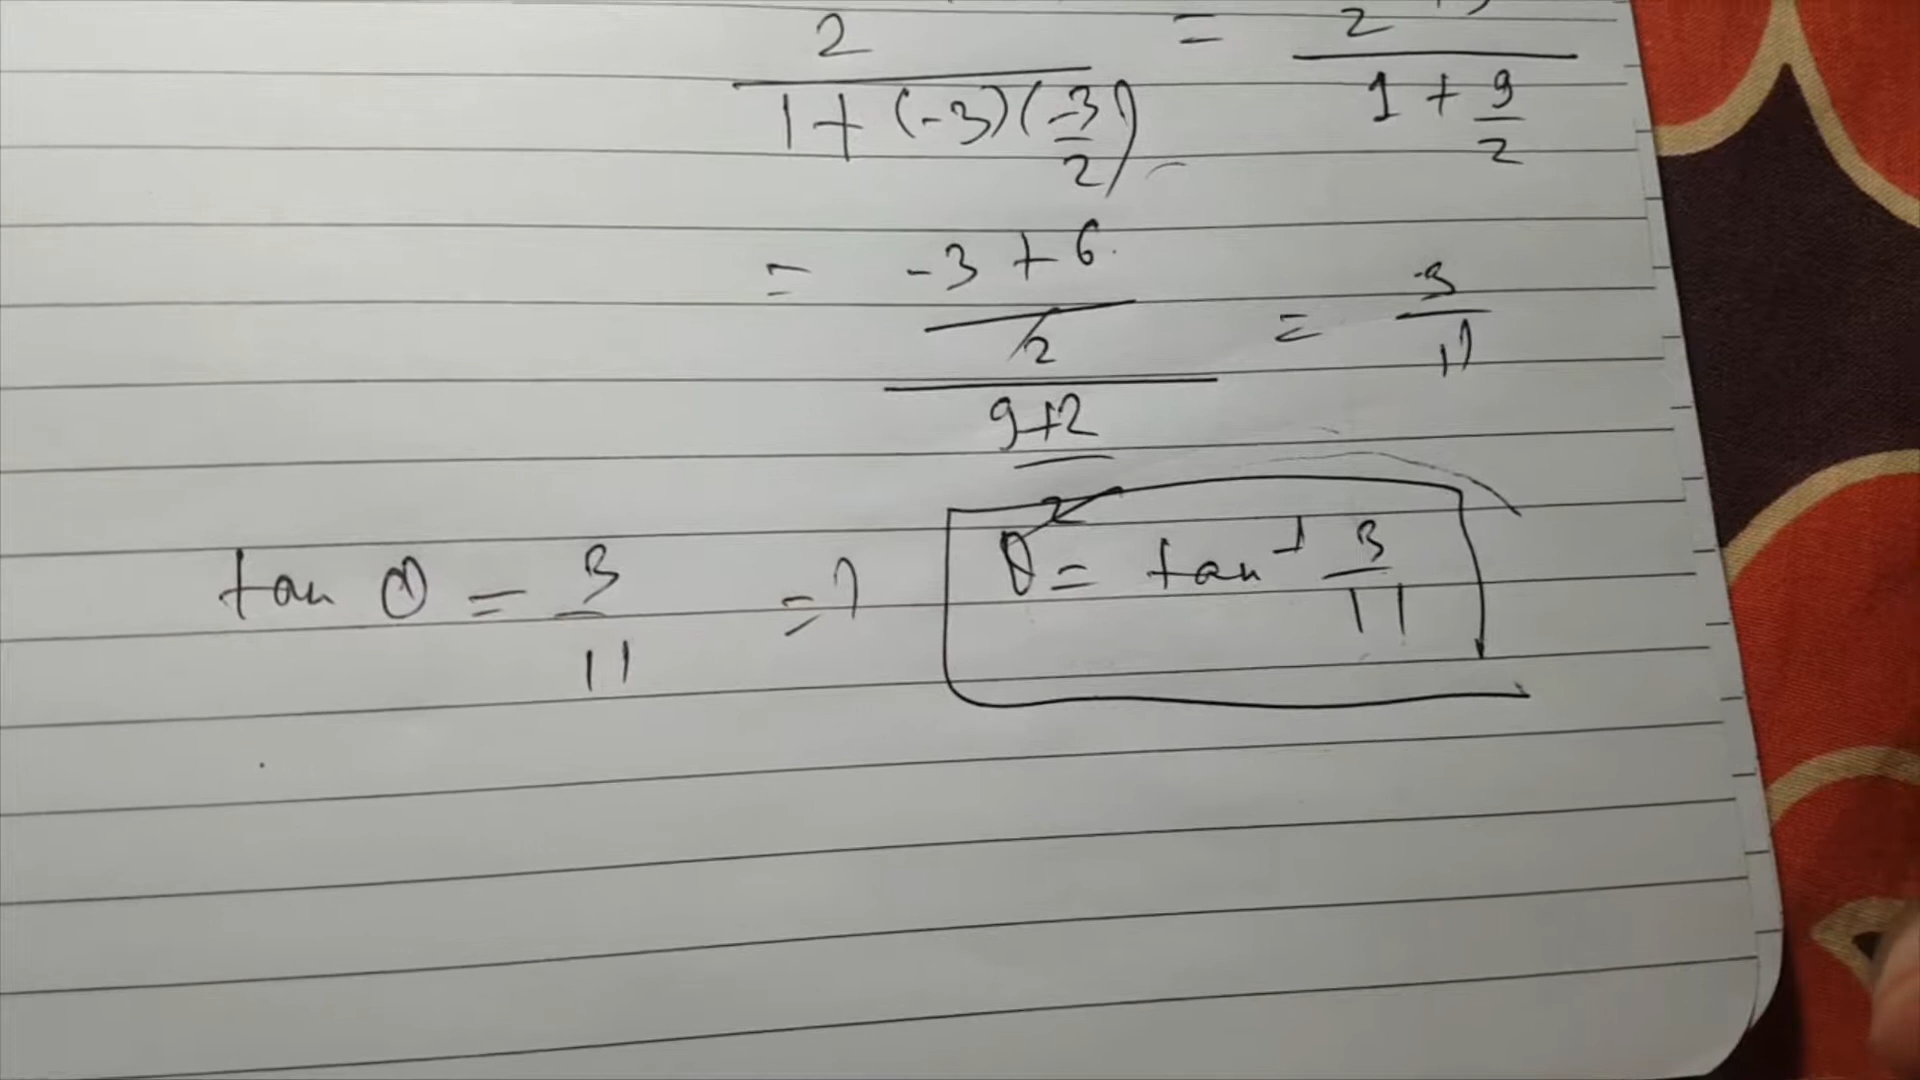 2 = 2
1 + (-3)(-3/2) 1 + 9/2
= -3 + 6 = 3
2 11
9+2
2
tan θ = 3/11 => θ = tan⁻¹ 3/11